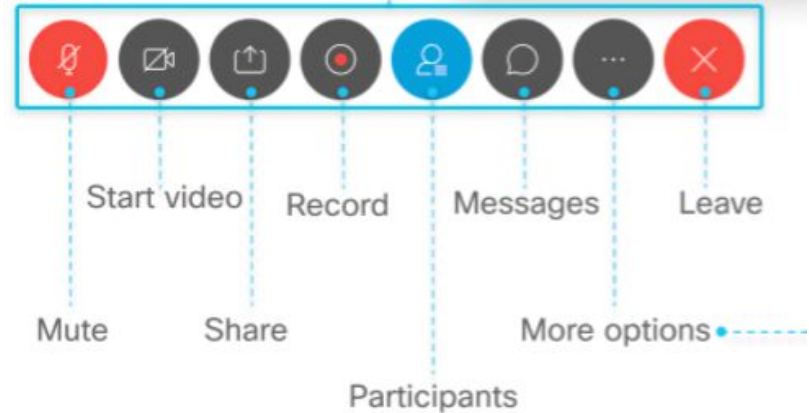 Start video
Record
Messages
Leave
Mute
Share
More options
Participants